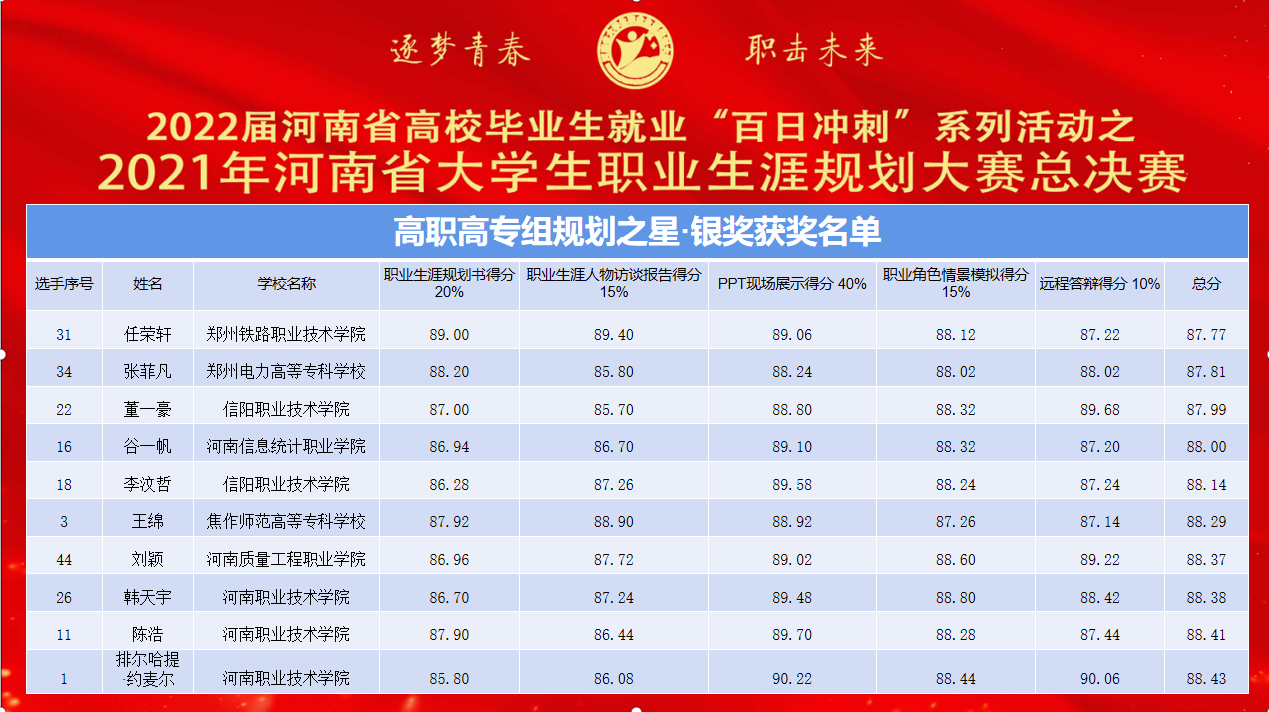 逐梦青春 职击未来
2022届河南省高校毕业生就业“百日冲刺”系列活动之
2021年河南省大学生职业生涯规划大赛总决赛
高职高专组规划之星·银奖获奖名单
选手序号 姓名 学校名称 职业生涯规划书得分 20% 职业生涯人物访谈报告得分 15% PPT现场展示得分 40% 职业角色情景模拟得分 15% 远程答辩得分 10% 总分
31 任荣轩 郑州铁路职业技术学院 89.00 89.40 89.06 88.12 87.22 87.77
34 张菲凡 郑州电力高等专科学校 88.20 85.80 88.24 88.02 88.02 87.81
22 董一豪 信阳职业技术学院 87.00 85.70 88.80 88.32 89.68 87.99
16 谷一帆 河南信息统计职业学院 86.94 86.70 89.10 88.32 87.20 88.00
18 李汶哲 信阳职业技术学院 86.28 87.26 89.58 88.24 87.24 88.14
3 王绵 焦作师范高等专科学校 87.92 88.90 88.92 87.26 87.14 88.29
44 刘颖 河南质量工程职业学院 86.96 87.72 89.02 88.60 89.22 88.37
26 韩天宇 河南职业技术学院 86.70 87.24 89.48 88.80 88.42 88.38
11 陈浩 河南职业技术学院 87.90 86.44 89.70 88.28 87.44 88.41
1 排尔哈提·约麦尔 河南职业技术学院 85.80 86.08 90.22 88.44 90.06 88.43